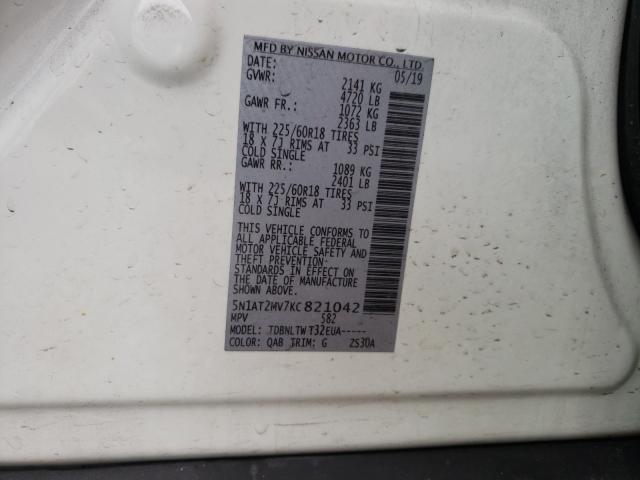 MFD BY NISSAN MOTOR CO., LTD.
DATE: 05/19
GVWR: 2141 KG
4720 LB
GAWR FR.: 1072 KG
2363 LB
WITH 225/60R18 TIRES
18 X 7J RIMS AT 33 PSI
COLD SINGLE
GAWR RR.: 1089 KG
2401 LB
WITH 225/60R18 TIRES
18 X 7J RIMS AT 33 PSI
COLD SINGLE
THIS VEHICLE CONFORMS TO
ALL APPLICABLE FEDERAL
MOTOR VEHICLE SAFETY AND
THEFT PREVENTION-
STANDARDS IN EFFECT ON
THE DATE OF MANUFACTURE
SHOWN ABOVE.
5N1AT2MV7KC821042
MPV 582
MODEL: TDBNLTWT32EUA-----
COLOR: QAB TRIM: G ZS30A